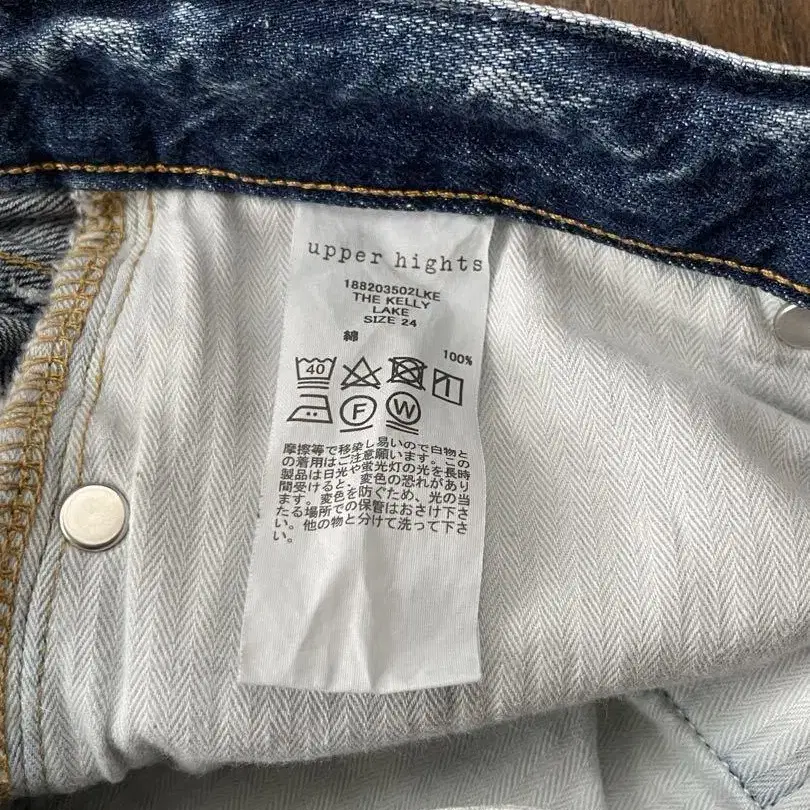 upper hights
188203502LKE
THE KELLY
LAKE
SIZE 24
綿
100%
40
F W
摩擦等で移染し易いので白物と
の着用はご注意願います。この
製品は日光や蛍光灯の光を長時
間受けると、変色の恐れがあり
ます。変色を防ぐため、光の当
たる場所での保管はおさけ下さ
い。他の物と分けて洗って下さ
い。